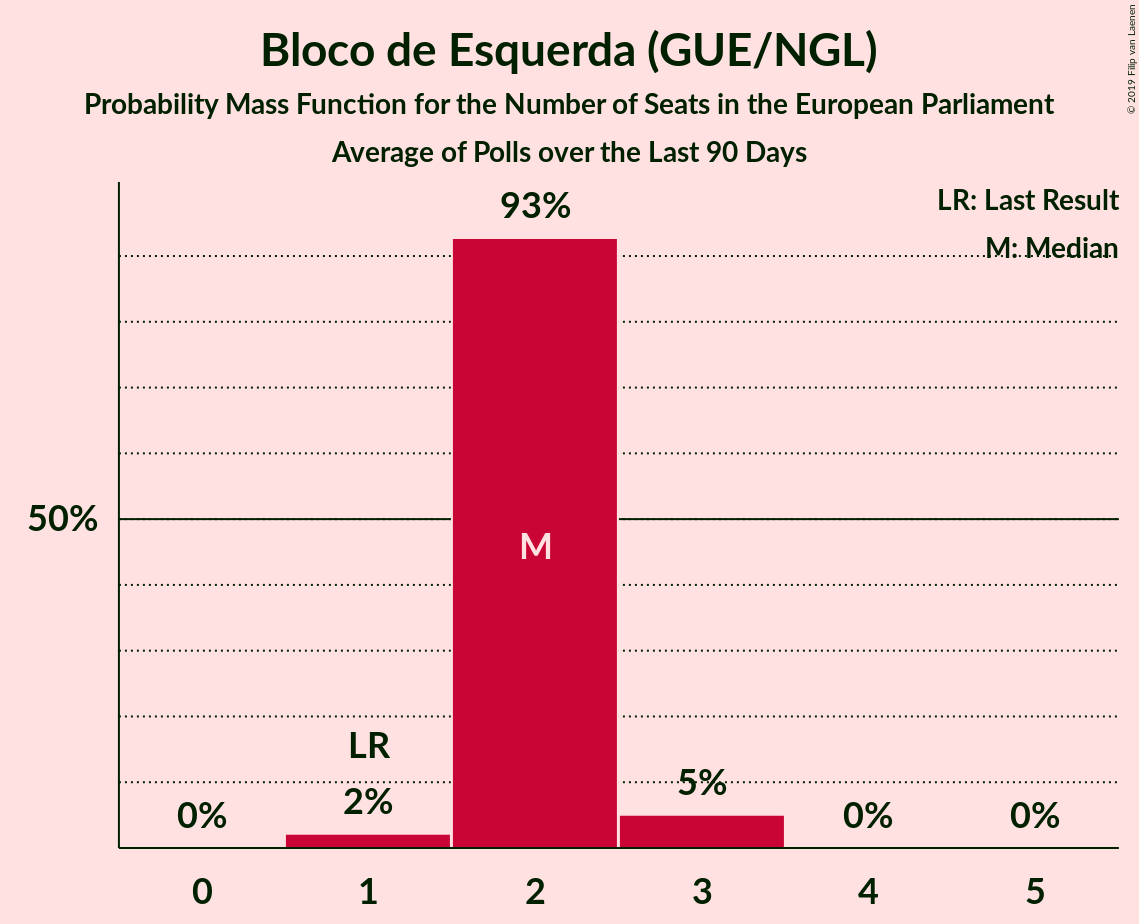 Bloco de Esquerda (GUE/NGL)
Probability Mass Function for the Number of Seats in the European Parliament
Average of Polls over the Last 90 Days
© 2019 Filip van Laenen
LR: Last Result
M: Median
93%
50%
M
LR
0%
2%
5%
0%
0%
0 1 2 3 4 5